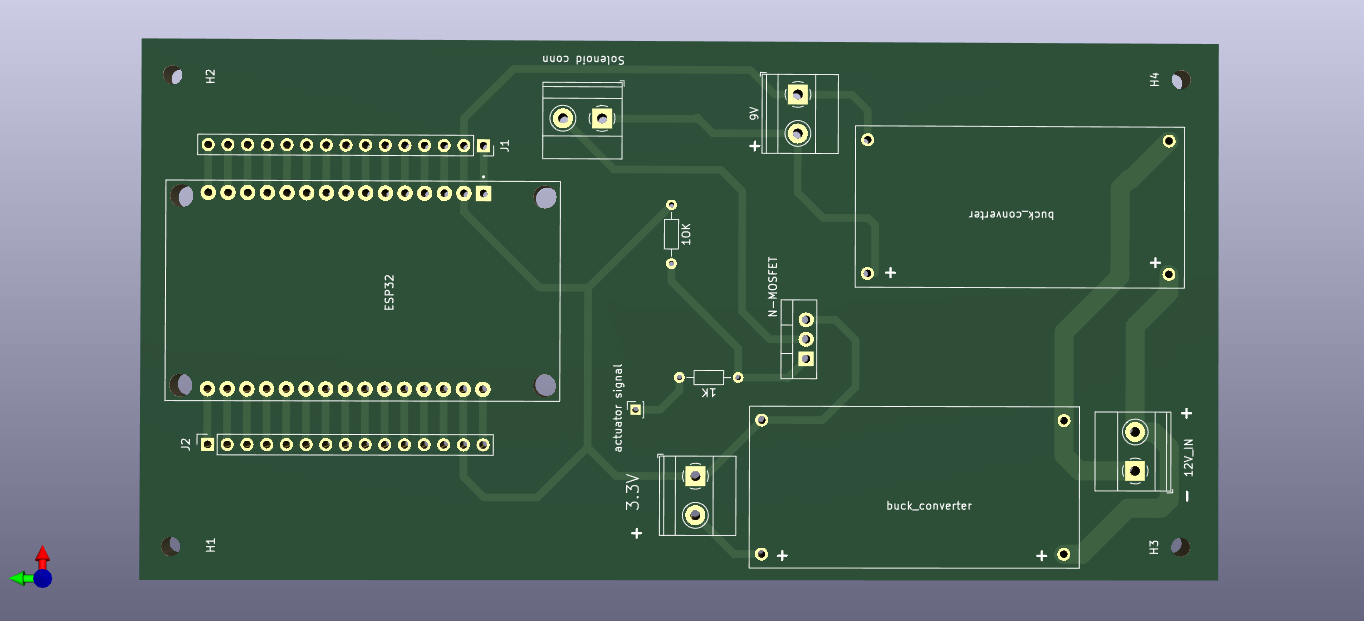 Solenoid conn
H2
H4
9V
+
J1
buck_converter
+
+
10K
ESP32
N-MOSFET
1K
actuator signal
+
12V_IN
-
J2
3.3V
+
buck_converter
+
+
H1
H3